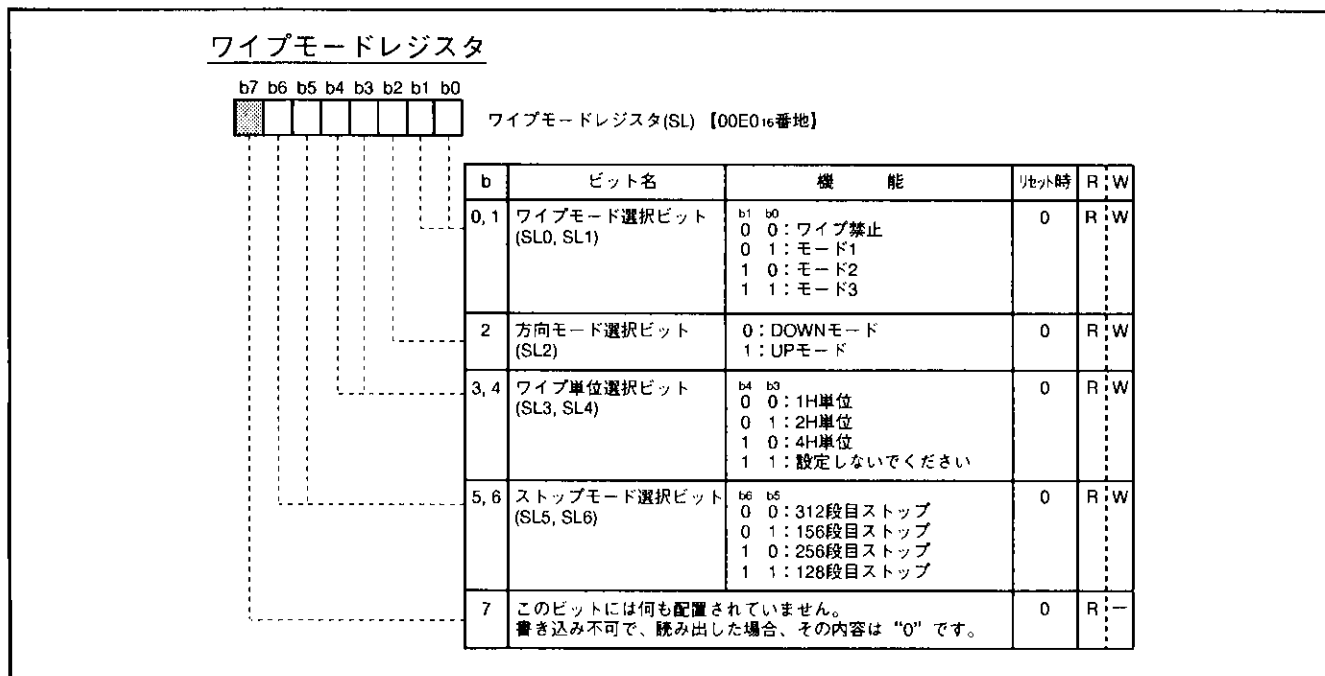 ワイプモードレジスタ
b7 b6 b5 b4 b3 b2 b1 b0
ワイプモードレジスタ(SL) 【00E016番地】
b ビット名 機 能 リセット時 R W
0, 1 ワイプモード選択ビット (SL0, SL1)
b1 b0
0 0：ワイプ禁止
0 1：モード1
1 0：モード2
1 1：モード3
0 R W
2 方向モード選択ビット (SL2)
0：DOWNモード
1：UPモード
0 R W
3, 4 ワイプ単位選択ビット (SL3, SL4)
b4 b3
0 0：1H単位
0 1：2H単位
1 0：4H単位
1 1：設定しないでください
0 R W
5, 6 ストップモード選択ビット (SL5, SL6)
b6 b5
0 0：312段目ストップ
0 1：156段目ストップ
1 0：256段目ストップ
1 1：128段目ストップ
0 R W
7 このビットには何も配置されていません。
書き込み不可で、読み出した場合、その内容は “0” です。
0 R －